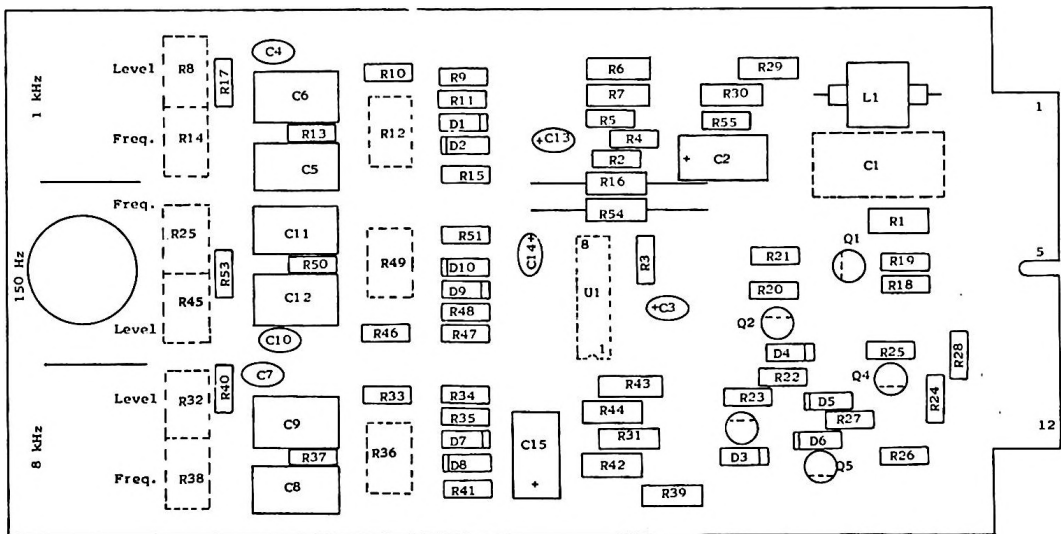 1 kHz
Level
R8
R17
C4
C6
R10
R9
R11
R12
D1
D2
R13
Freq.
R14
C5
R15
R6
R7
R5
R4
+C13
R2
R16
R54
R29
R30
R55
+ C2
L1
C1
1
150 Hz
Freq.
R25
R53
R45
Level
C11
R50
C12
C10
R49
R46
R51
D10
D9
R48
R47
C14+
8
U1
1
R3
+C3
R1
Q1
R21
R19
R18
R20
Q2
5
D4
R25
R28
R22
Q4
R24
R23
D5
R27
D3
D6
Q5
R26
12
8 kHz
Level
R32
R40
C7
C9
R37
C8
Freq.
R38
R33
R36
R34
R35
D7
D8
R41
C15
+
R43
R44
R31
R42
R39